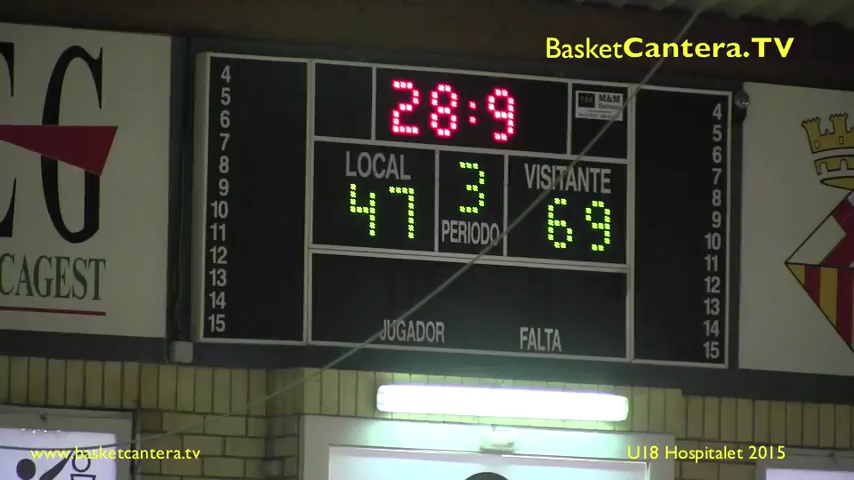 BasketCantera.TV
28:9
M&M
LOCAL
47
3
PERIODO
VISITANTE
69
4
5
6
7
8
9
10
11
12
13
14
15
JUGADOR
FALTA
4
5
6
7
8
9
10
11
12
13
14
15
CAGEST
www.basketcantera.tv
U18 Hospitalet 2015